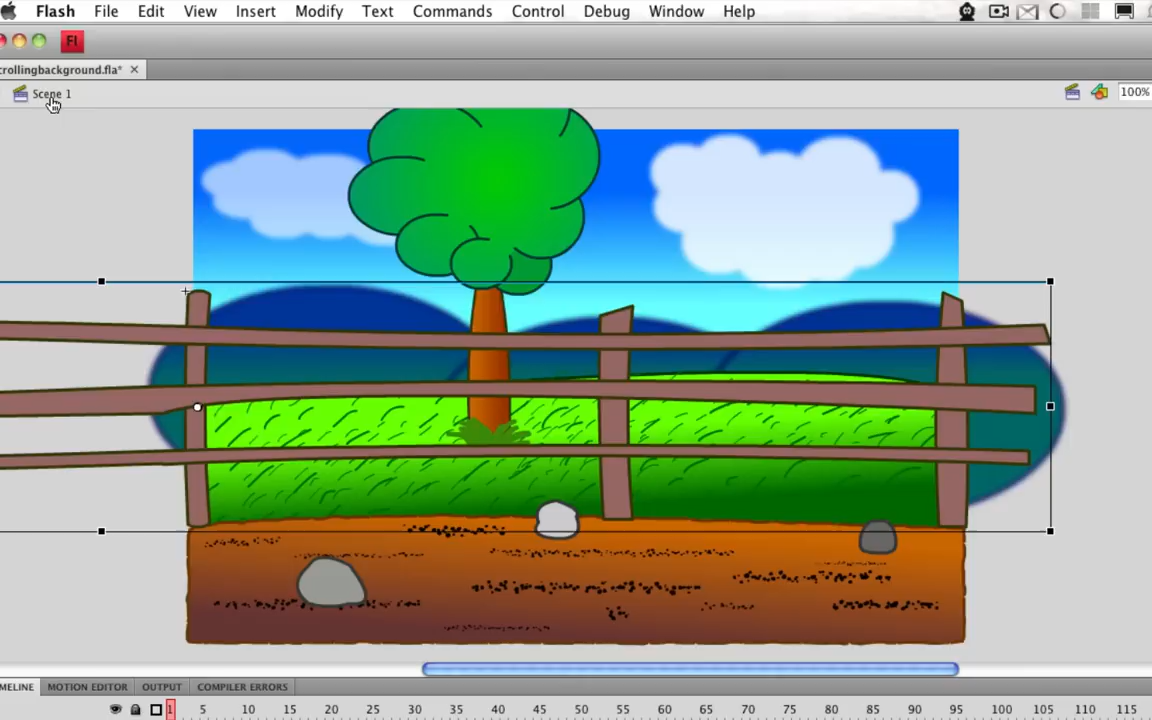 Flash File Edit View Insert Modify Text Commands Control Debug Window Help
Fl
crollingbackground.fla* ×
Scene 1 100%
MELINE MOTION EDITOR OUTPUT COMPILER ERRORS
1 5 10 15 20 25 30 35 40 45 50 55 60 65 70 75 80 85 90 95 100 105 110 115